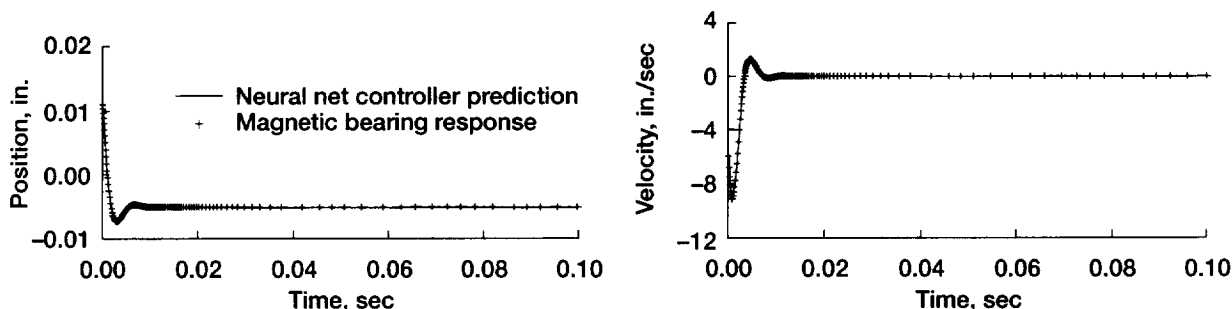 0.02
Neural net controller prediction
0.01
Magnetic bearing response
0.00
−0.01
Position, in.
0.00 0.02 0.04 0.06 0.08 0.10
Time, sec
4
0
−4
−8
−12
Velocity, in./sec
0.00 0.02 0.04 0.06 0.08 0.10
Time, sec